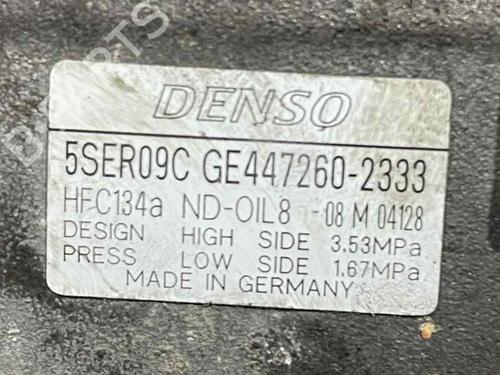 DENSO
5SER09C GE447260-2333
HFC134a ND-OIL8 -08 M 04128
DESIGN HIGH SIDE 3.53MPa
PRESS LOW SIDE 1.67MPa
MADE IN GERMANY